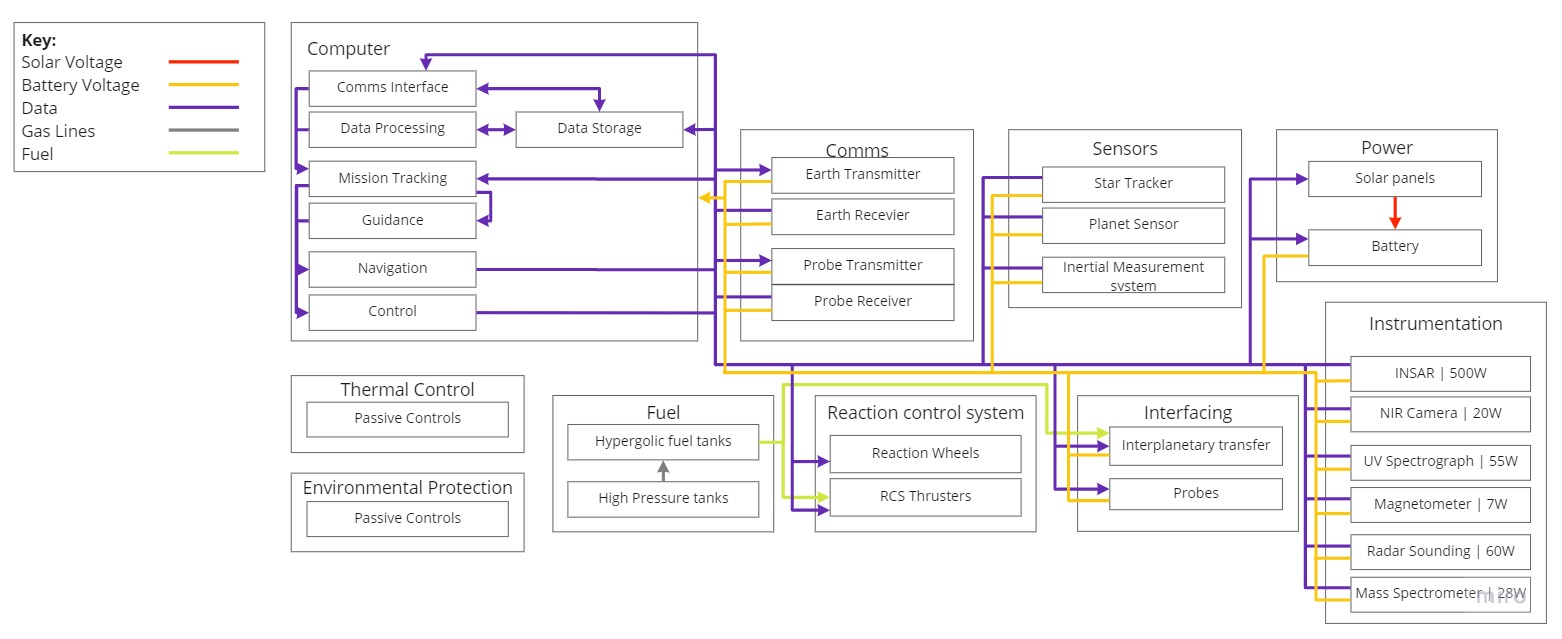 Key:
Solar Voltage
Battery Voltage
Data
Gas Lines
Fuel
Computer
Comms Interface
Data Processing
Data Storage
Mission Tracking
Guidance
Navigation
Control
Comms
Earth Transmitter
Earth Recevier
Probe Transmitter
Probe Receiver
Sensors
Star Tracker
Planet Sensor
Inertial Measurement
system
Power
Solar panels
Battery
Instrumentation
INSAR | 500W
NIR Camera | 20W
UV Spectrograph | 55W
Magnetometer | 7W
Radar Sounding | 60W
Mass Spectrometer | 28W
Thermal Control
Passive Controls
Environmental Protection
Passive Controls
Fuel
Hypergolic fuel tanks
High Pressure tanks
Reaction control system
Reaction Wheels
RCS Thrusters
Interfacing
Interplanetary transfer
Probes
miro